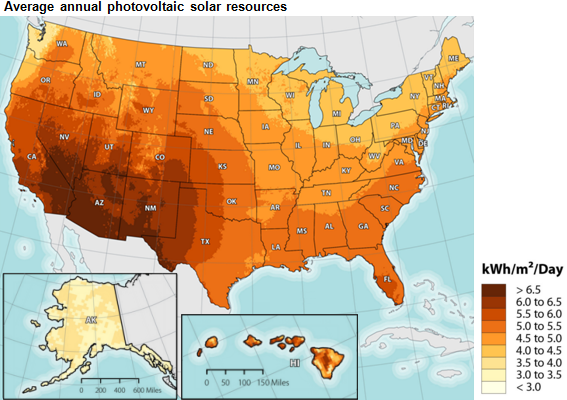 Average annual photovoltaic solar resources
WA
MT
ND
MN
ME
OR
ID
WY
SD
WI
MI
NY
VT
NH
MA
CT
RI
NV
UT
CO
NE
IA
IL
IN
OH
PA
NJ
MD
DE
CA
KS
MO
KY
WV
VA
AZ
NM
OK
AR
TN
NC
SC
TX
LA
MS
AL
GA
FL
AK
0 200 400 600 Miles
HI
0 50 100 150 Miles
kWh/m²/Day
> 6.5
6.0 to 6.5
5.5 to 6.0
5.0 to 5.5
4.5 to 5.0
4.0 to 4.5
3.5 to 4.0
3.0 to 3.5
< 3.0